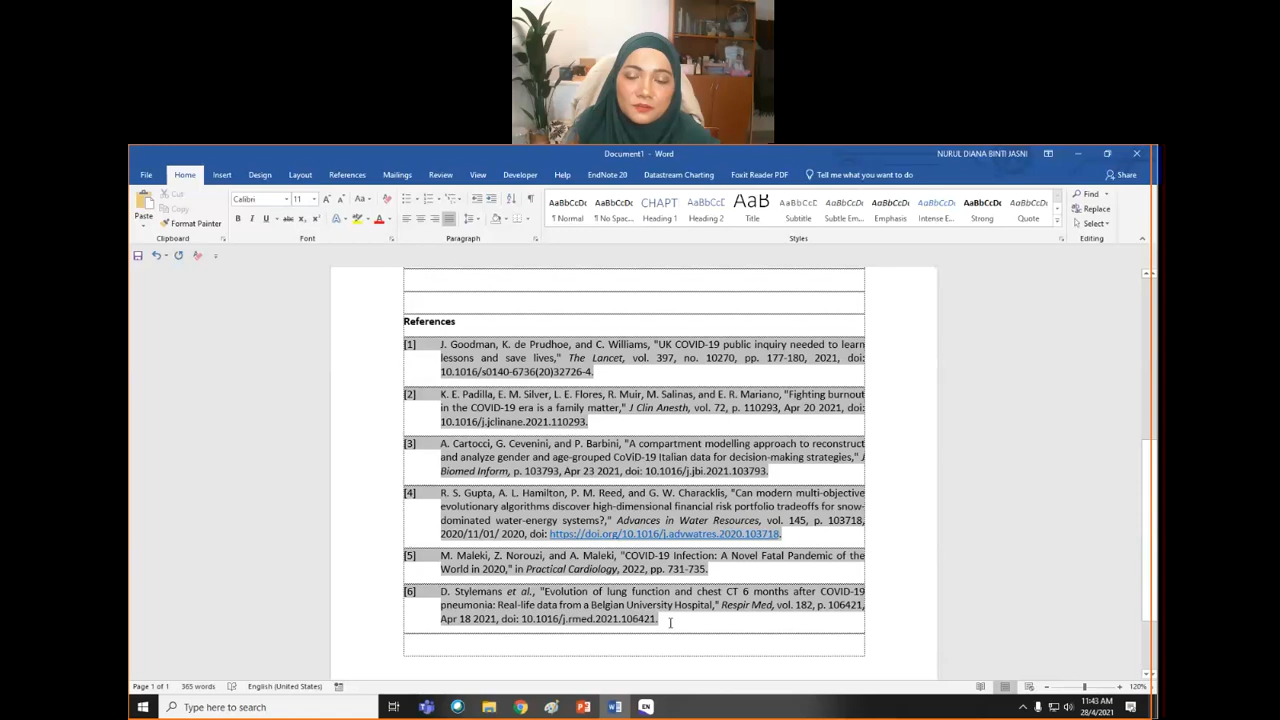 Document1 - Word
NURUL DIANA BINTI JASNI
File Home Insert Design Layout References Mailings Review View Developer Help EndNote 20 Datastream Charting Foxit Reader PDF Tell me what you want to do Share
Cut
Copy
Paste
Format Painter
Clipboard
Calibri 11
Font
Paragraph
AaBbCcDc AaBbCcDc CHAPT AaBbCcD AaB AaBbCcD AaBbCcDı AaBbCcDı AaBbCcDı AaBbCcDc AaBbCcDı
¶ Normal ¶ No Spac... Heading 1 Heading 2 Title Subtitle Subtle Em... Emphasis Intense E... Strong Quote
Styles
Find
Replace
Select
Editing
References
[1] J. Goodman, K. de Prudhoe, and C. Williams, "UK COVID-19 public inquiry needed to learn
lessons and save lives," The Lancet, vol. 397, no. 10270, pp. 177-180, 2021, doi:
10.1016/s0140-6736(20)32726-4.
[2] K. E. Padilla, E. M. Silver, L. E. Flores, R. Muir, M. Salinas, and E. R. Mariano, "Fighting burnout
in the COVID-19 era is a family matter," J Clin Anesth, vol. 72, p. 110293, Apr 20 2021, doi:
10.1016/j.jclinane.2021.110293.
[3] A. Cartocci, G. Cevenini, and P. Barbini, "A compartment modelling approach to reconstruct
and analyze gender and age-grouped CoViD-19 Italian data for decision-making strategies," J
Biomed Inform, p. 103793, Apr 23 2021, doi: 10.1016/j.jbi.2021.103793.
[4] R. S. Gupta, A. L. Hamilton, P. M. Reed, and G. W. Characklis, "Can modern multi-objective
evolutionary algorithms discover high-dimensional financial risk portfolio tradeoffs for snow-
dominated water-energy systems?," Advances in Water Resources, vol. 145, p. 103718,
2020/11/01/ 2020, doi: https://doi.org/10.1016/j.advwatres.2020.103718.
[5] M. Maleki, Z. Norouzi, and A. Maleki, "COVID-19 Infection: A Novel Fatal Pandemic of the
World in 2020," in Practical Cardiology, 2022, pp. 731-735.
[6] D. Stylemans et al., "Evolution of lung function and chest CT 6 months after COVID-19
pneumonia: Real-life data from a Belgian University Hospital," Respir Med, vol. 182, p. 106421,
Apr 18 2021, doi: 10.1016/j.rmed.2021.106421.
Page 1 of 1 365 words English (United States) 120%
Type here to search
11:43 AM
28/4/2021